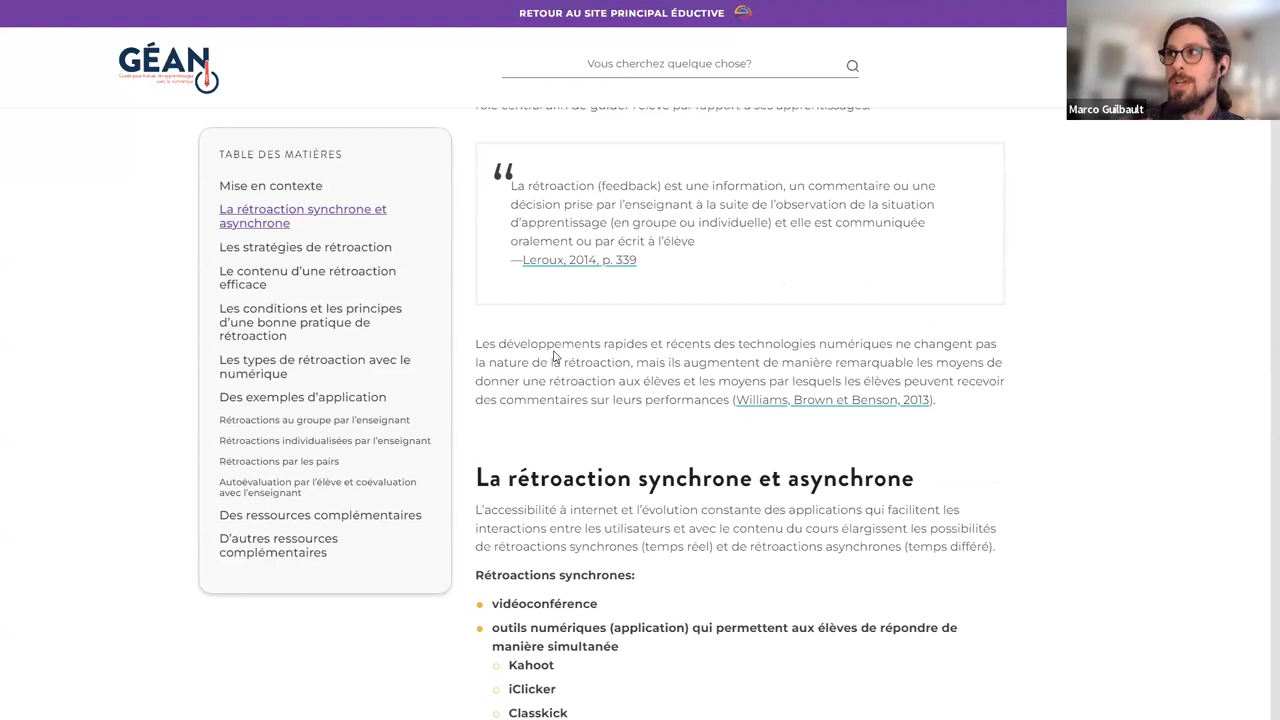 RETOUR AU SITE PRINCIPAL ÉDUCTIVE
GÉAN
Vous cherchez quelque chose?
Marco Guilbault
rôle central afin de guider l'élève par rapport à ses apprentissages.
TABLE DES MATIÈRES
Mise en contexte
La rétroaction synchrone et
asynchrone
Les stratégies de rétroaction
Le contenu d'une rétroaction
efficace
Les conditions et les principes
d'une bonne pratique de
rétroaction
Les types de rétroaction avec le
numérique
Des exemples d'application
Rétroactions au groupe par l'enseignant
Rétroactions individualisées par l'enseignant
Rétroactions par les pairs
Autoévaluation par l'élève et coévaluation
avec l'enseignant
Des ressources complémentaires
D'autres ressources
complémentaires
“
La rétroaction (feedback) est une information, un commentaire ou une
décision prise par l'enseignant à la suite de l'observation de la situation
d'apprentissage (en groupe ou individuelle) et elle est communiquée
oralement ou par écrit à l'élève
—Leroux, 2014, p. 339
Les développements rapides et récents des technologies numériques ne changent pas
la nature de la rétroaction, mais ils augmentent de manière remarquable les moyens de
donner une rétroaction aux élèves et les moyens par lesquels les élèves peuvent recevoir
des commentaires sur leurs performances (Williams, Brown et Benson, 2013).
La rétroaction synchrone et asynchrone
L'accessibilité à internet et l'évolution constante des applications qui facilitent les
interactions entre les utilisateurs et avec le contenu du cours élargissent les possibilités
de rétroactions synchrones (temps réel) et de rétroactions asynchrones (temps différé).
Rétroactions synchrones:
vidéoconférence
outils numériques (application) qui permettent aux élèves de répondre de
manière simultanée
Kahoot
iClicker
Classkick